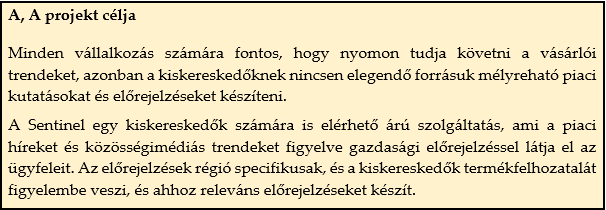 A, A projekt célja
Minden vállalkozás számára fontos, hogy nyomon tudja követni a vásárlói
trendeket, azonban a kiskereskedőknek nincsen elegendő forrásuk mélyreható piaci
kutatásokat és előrejelzéseket készíteni.
A Sentinel egy kiskereskedők számára is elérhető árú szolgáltatás, ami a piaci
híreket és közösségimédiás trendeket figyelve gazdasági előrejelzéssel látja el az
ügyfeleit. Az előrejelzések régió specifikusak, és a kiskereskedők termékfelhozatalát
figyelembe veszi, és ahhoz releváns előrejelzéseket készít.